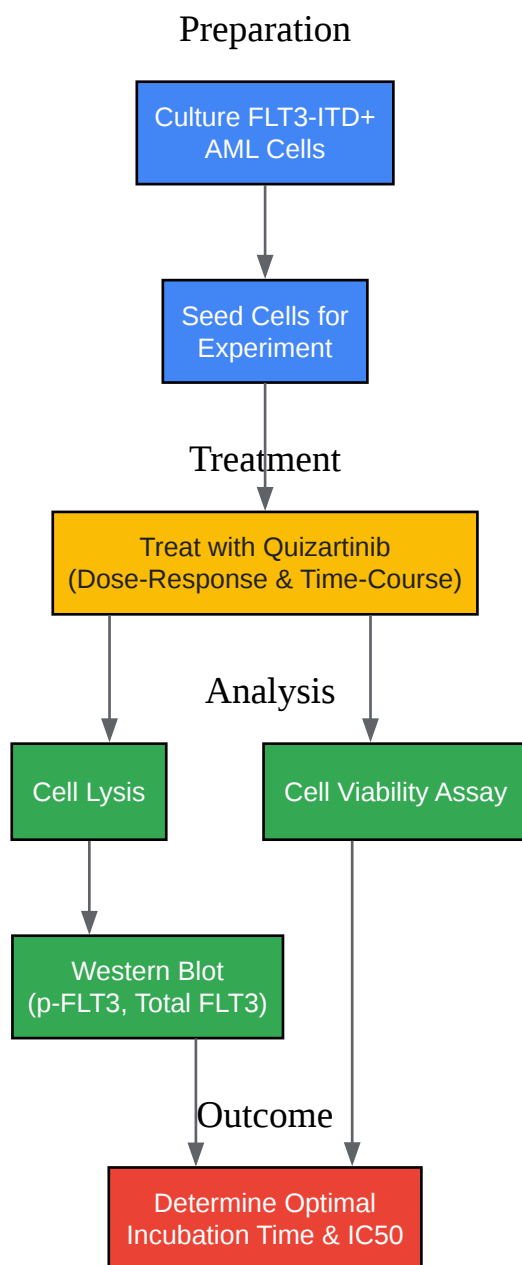 Preparation
Culture FLT3-ITD+
AML Cells
Seed Cells for
Experiment
Treatment
Treat with Quizartinib
(Dose-Response & Time-Course)
Analysis
Cell Lysis
Cell Viability Assay
Western Blot
(p-FLT3, Total FLT3)
Outcome
Determine Optimal
Incubation Time & IC50